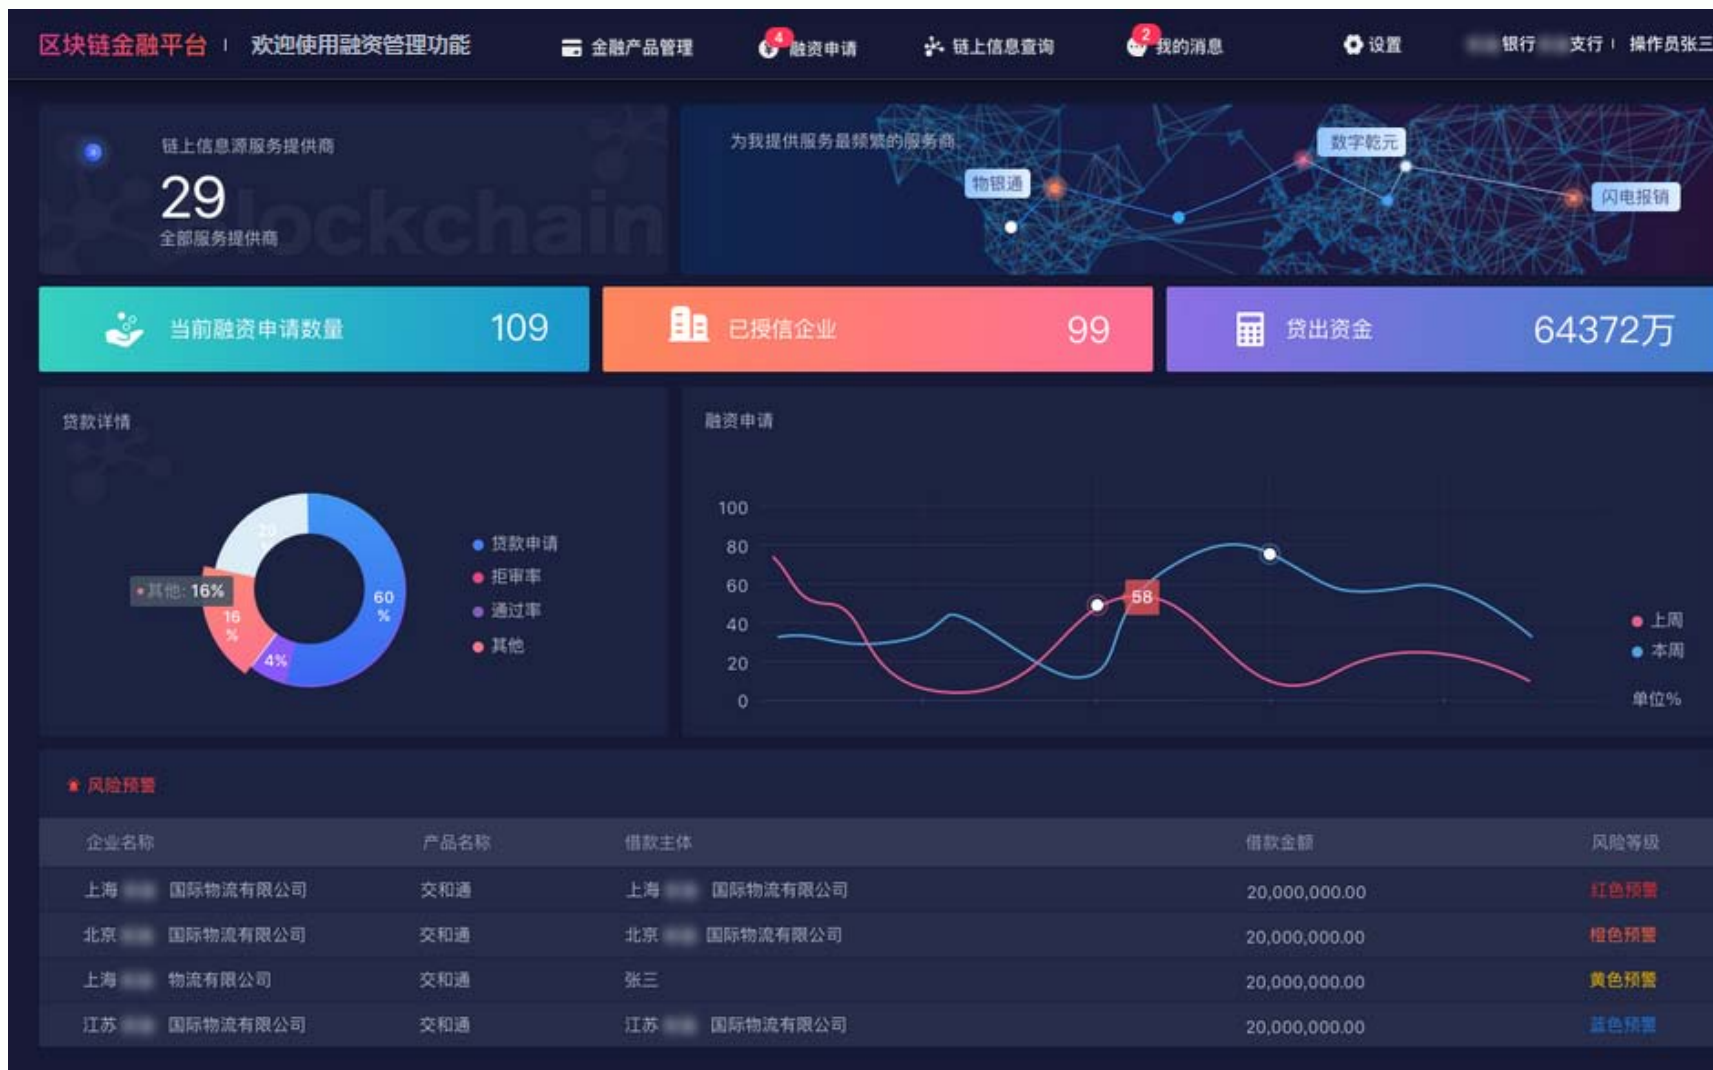 区块链金融平台 | 欢迎使用融资管理功能 金融产品管理 4 融资申请 链上信息查询 2 我的消息 设置 银行 支行 | 操作员张三
链上信息源服务提供商
29
全部服务提供商
Blockchain
为我提供服务最频繁的服务商
数字乾元
物银通
闪电报销
当前融资申请数量 109
已授信企业 99
贷出资金 64372万
贷款详情
20
其他: 16%
16
%
4%
60
%
贷款申请
拒审率
通过率
其他
融资申请
100
80
60
40
20
0
58
上周
本周
单位%
风险预警
企业名称 产品名称 借款主体 借款金额 风险等级
上海 国际物流有限公司 交和通 上海 国际物流有限公司 20,000,000.00 红色预警
北京 国际物流有限公司 交和通 北京 国际物流有限公司 20,000,000.00 橙色预警
上海 物流有限公司 交和通 张三 20,000,000.00 黄色预警
江苏 国际物流有限公司 交和通 江苏 国际物流有限公司 20,000,000.00 蓝色预警